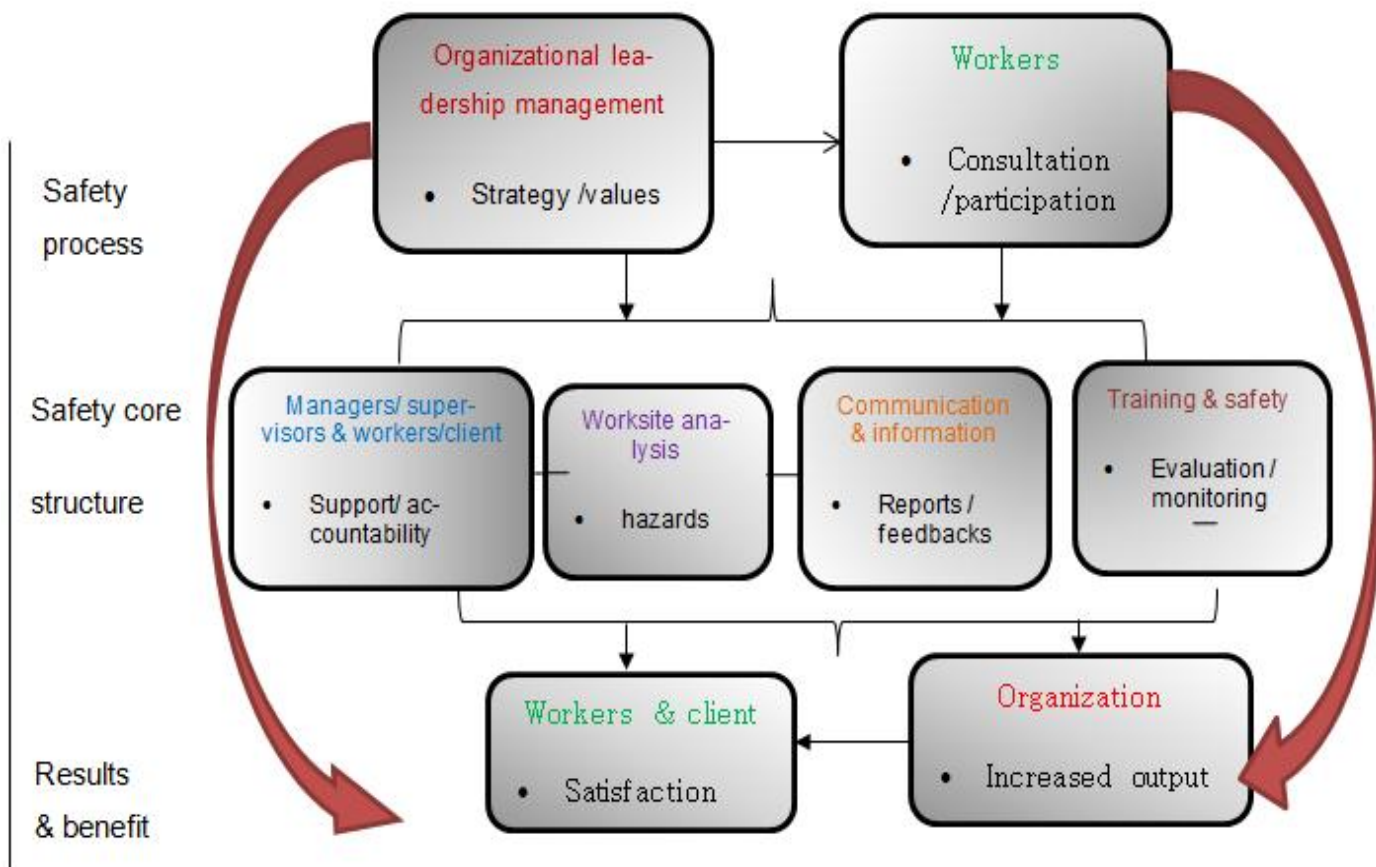 Organizational lea-
dership management
• Strategy /values
Workers
• Consultation
/participation
Safety
process
Managers/ super-
visors & workers/client
• Support/ ac-
countability
Worksite ana-
lysis
• hazards
Communication
& information
• Reports /
feedbacks
Training & safety
• Evaluation /
monitoring
Safety core
structure
Workers & client
• Satisfaction
Organization
• Increased output
Results
& benefit